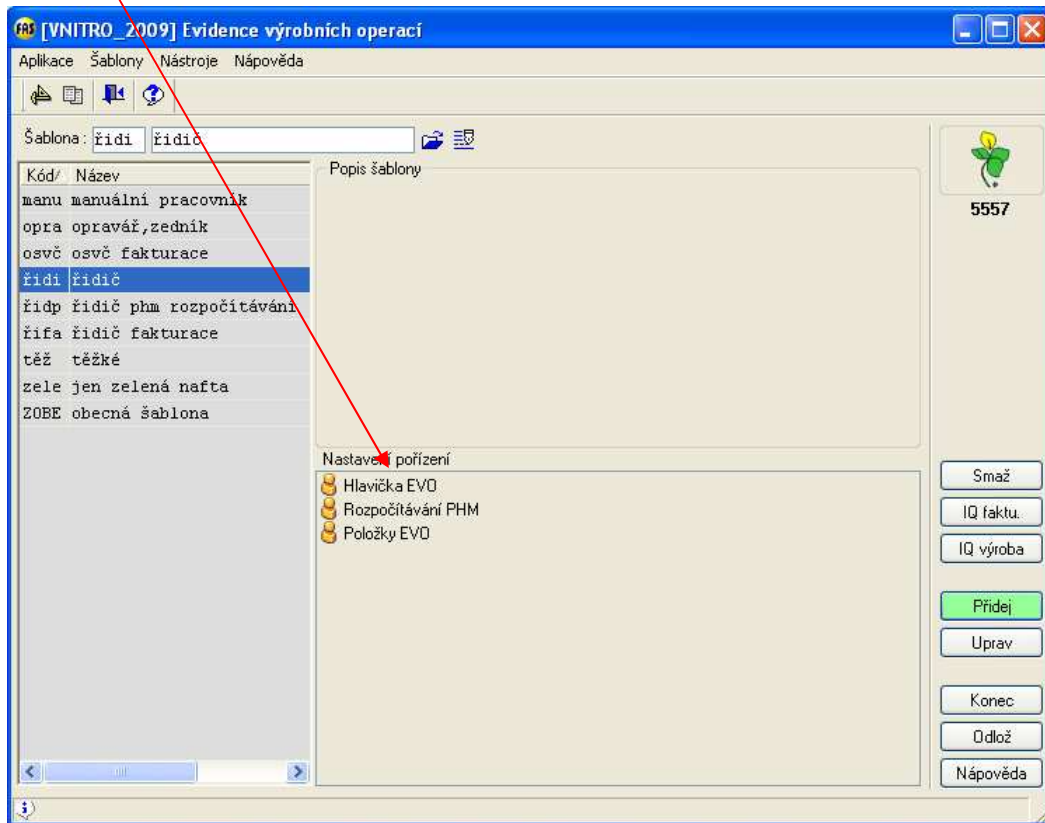 FAS [VNITRO_2009] Evidence výrobních operací
Aplikace Šablony Nástroje Nápověda
Šablona: řidi řidič
Kód/ Název
manu manuální pracovník
opra opravář,zedník
osvč osvč fakturace
řidi řidič
řidp řidič phm rozpočítávání
řifa řidič fakturace
těž těžké
zele jen zelená nafta
ZOBE obecná šablona
Popis šablony
Nastavení pořízení
Hlavička EVO
Rozpočítávání PHM
Položky EVO
5557
Smaž
IQ faktu.
IQ výroba
Přidej
Uprav
Konec
Odlož
Nápověda